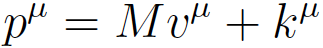 p^μ = Mv^μ + k^μ